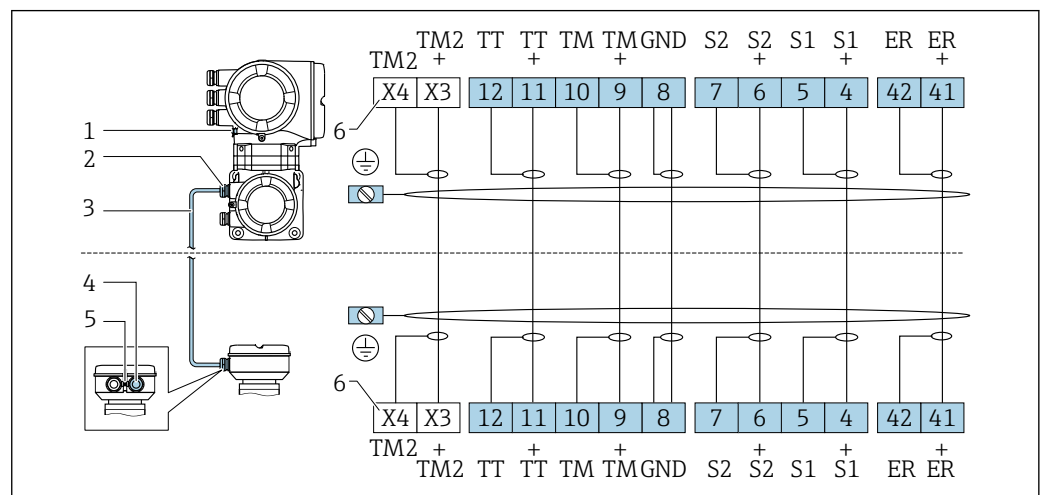 TM2 TT TT TM TM GND S2 S2 S1 S1 ER ER
TM2 + + + + + +
X4 X3 12 11 10 9 8 7 6 5 4 42 41
6
1
2
3
4
5
6
X4 X3 12 11 10 9 8 7 6 5 4 42 41
TM2 + + + + + +
TM2 TT TT TM TM GND S2 S2 S1 S1 ER ER